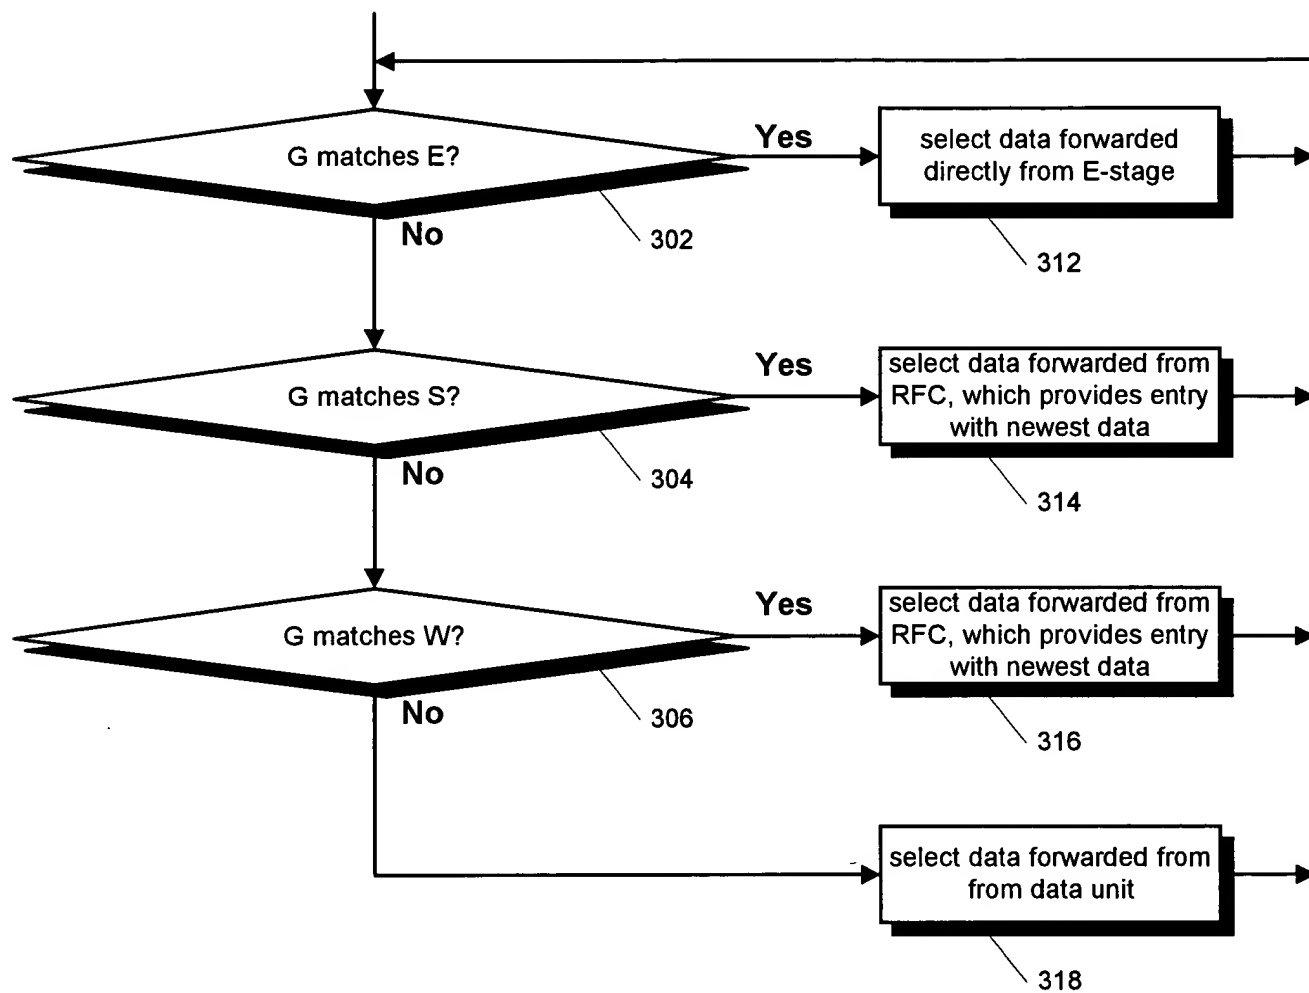 G matches E?
Yes
select data forwarded
directly from E-stage
No
302
312
G matches S?
Yes
select data forwarded from
RFC, which provides entry
with newest data
No
304
314
G matches W?
Yes
select data forwarded from
RFC, which provides entry
with newest data
No
306
316
select data forwarded from
from data unit
318